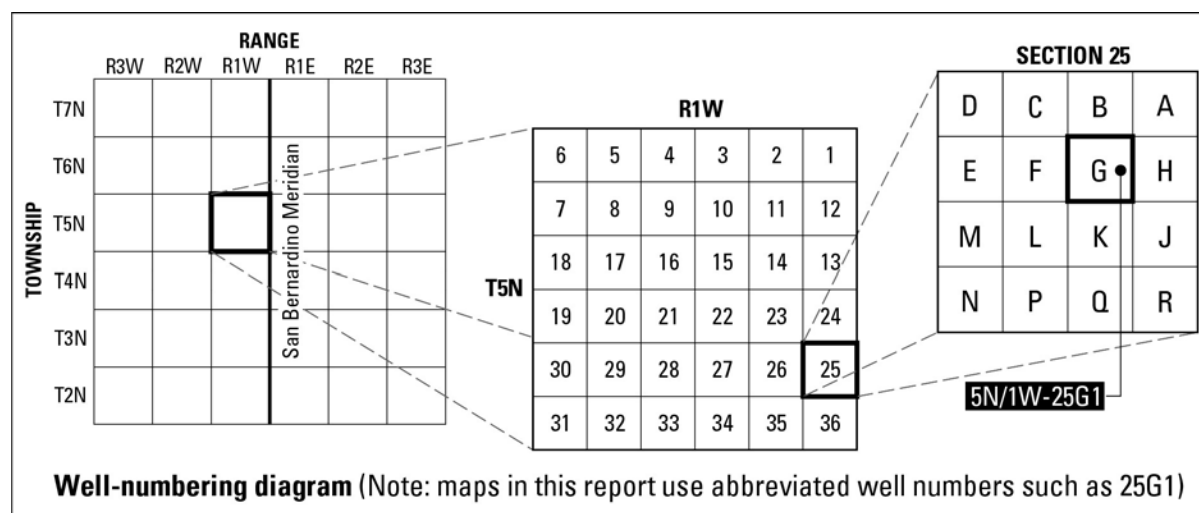 RANGE
R3W R2W R1W R1E R2E R3E
TOWNSHIP
T7N
T6N
T5N
T4N
T3N
T2N
San Bernardino Meridian
R1W
T5N
6 5 4 3 2 1
7 8 9 10 11 12
18 17 16 15 14 13
19 20 21 22 23 24
30 29 28 27 26 25
31 32 33 34 35 36
SECTION 25
D C B A
E F G H
M L K J
N P Q R
5N/1W-25G1
Well-numbering diagram (Note: maps in this report use abbreviated well numbers such as 25G1)